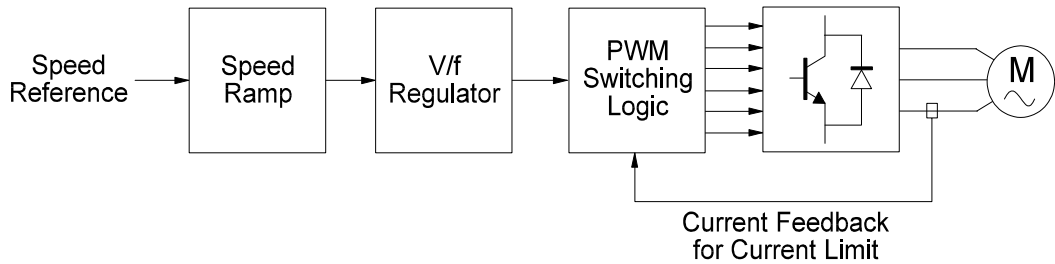 Speed
Reference
Speed
Ramp
V/f
Regulator
PWM
Switching
Logic
M
Current Feedback
for Current Limit